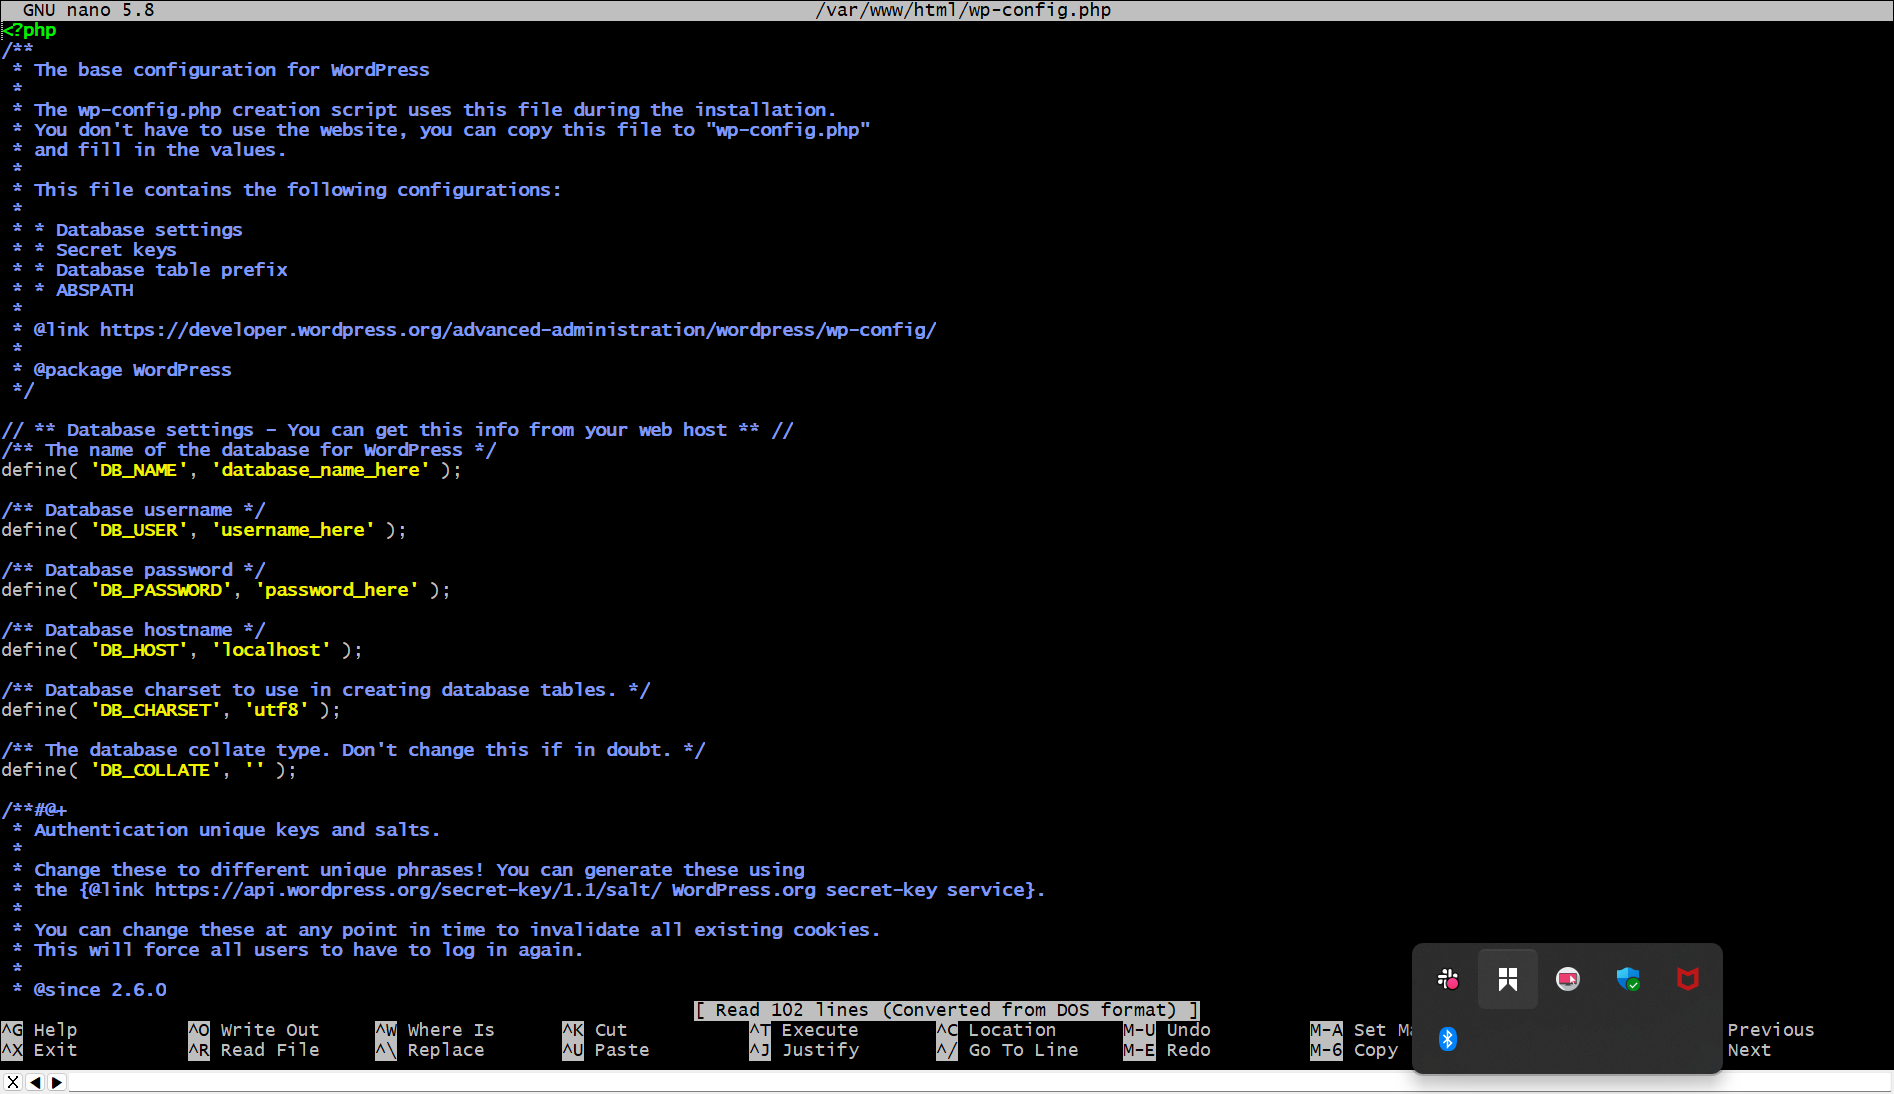 GNU nano 5.8 /var/www/html/wp-config.php
<?php
/**
 * The base configuration for WordPress
 *
 * The wp-config.php creation script uses this file during the installation.
 * You don't have to use the website, you can copy this file to "wp-config.php"
 * and fill in the values.
 *
 * This file contains the following configurations:
 *
 * * Database settings
 * * Secret keys
 * * Database table prefix
 * * ABSPATH
 *
 * @link https://developer.wordpress.org/advanced-administration/wordpress/wp-config/
 *
 * @package WordPress
 */
// ** Database settings - You can get this info from your web host ** //
/** The name of the database for WordPress */
define( 'DB_NAME', 'database_name_here' );
/** Database username */
define( 'DB_USER', 'username_here' );
/** Database password */
define( 'DB_PASSWORD', 'password_here' );
/** Database hostname */
define( 'DB_HOST', 'localhost' );
/** Database charset to use in creating database tables. */
define( 'DB_CHARSET', 'utf8' );
/** The database collate type. Don't change this if in doubt. */
define( 'DB_COLLATE', '' );
/**#@+
 * Authentication unique keys and salts.
 *
 * Change these to different unique phrases! You can generate these using
 * the {@link https://api.wordpress.org/secret-key/1.1/salt/ WordPress.org secret-key service}.
 *
 * You can change these at any point in time to invalidate all existing cookies.
 * This will force all users to have to log in again.
 *
 * @since 2.6.0
[ Read 102 lines (Converted from DOS format) ]
^G Help ^O Write Out ^W Where Is ^K Cut ^T Execute ^C Location M-U Undo M-A Set Ma Previous
^X Exit ^R Read File ^\ Replace ^U Paste ^J Justify ^/ Go To Line M-E Redo M-6 Copy Next
X